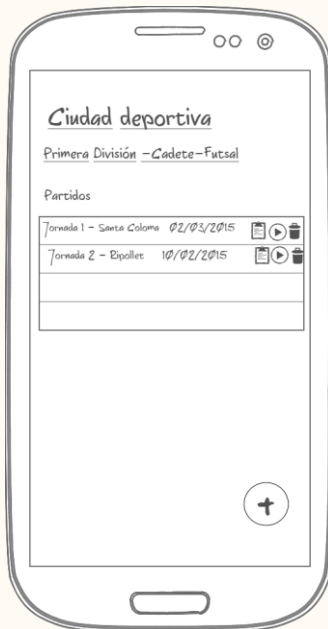 Ciudad deportiva
Primera División -Cadete-Futsal
Partidos
Jornada 1 - Santa Coloma 02/03/2015
Jornada 2 - Ripollet 10/02/2015